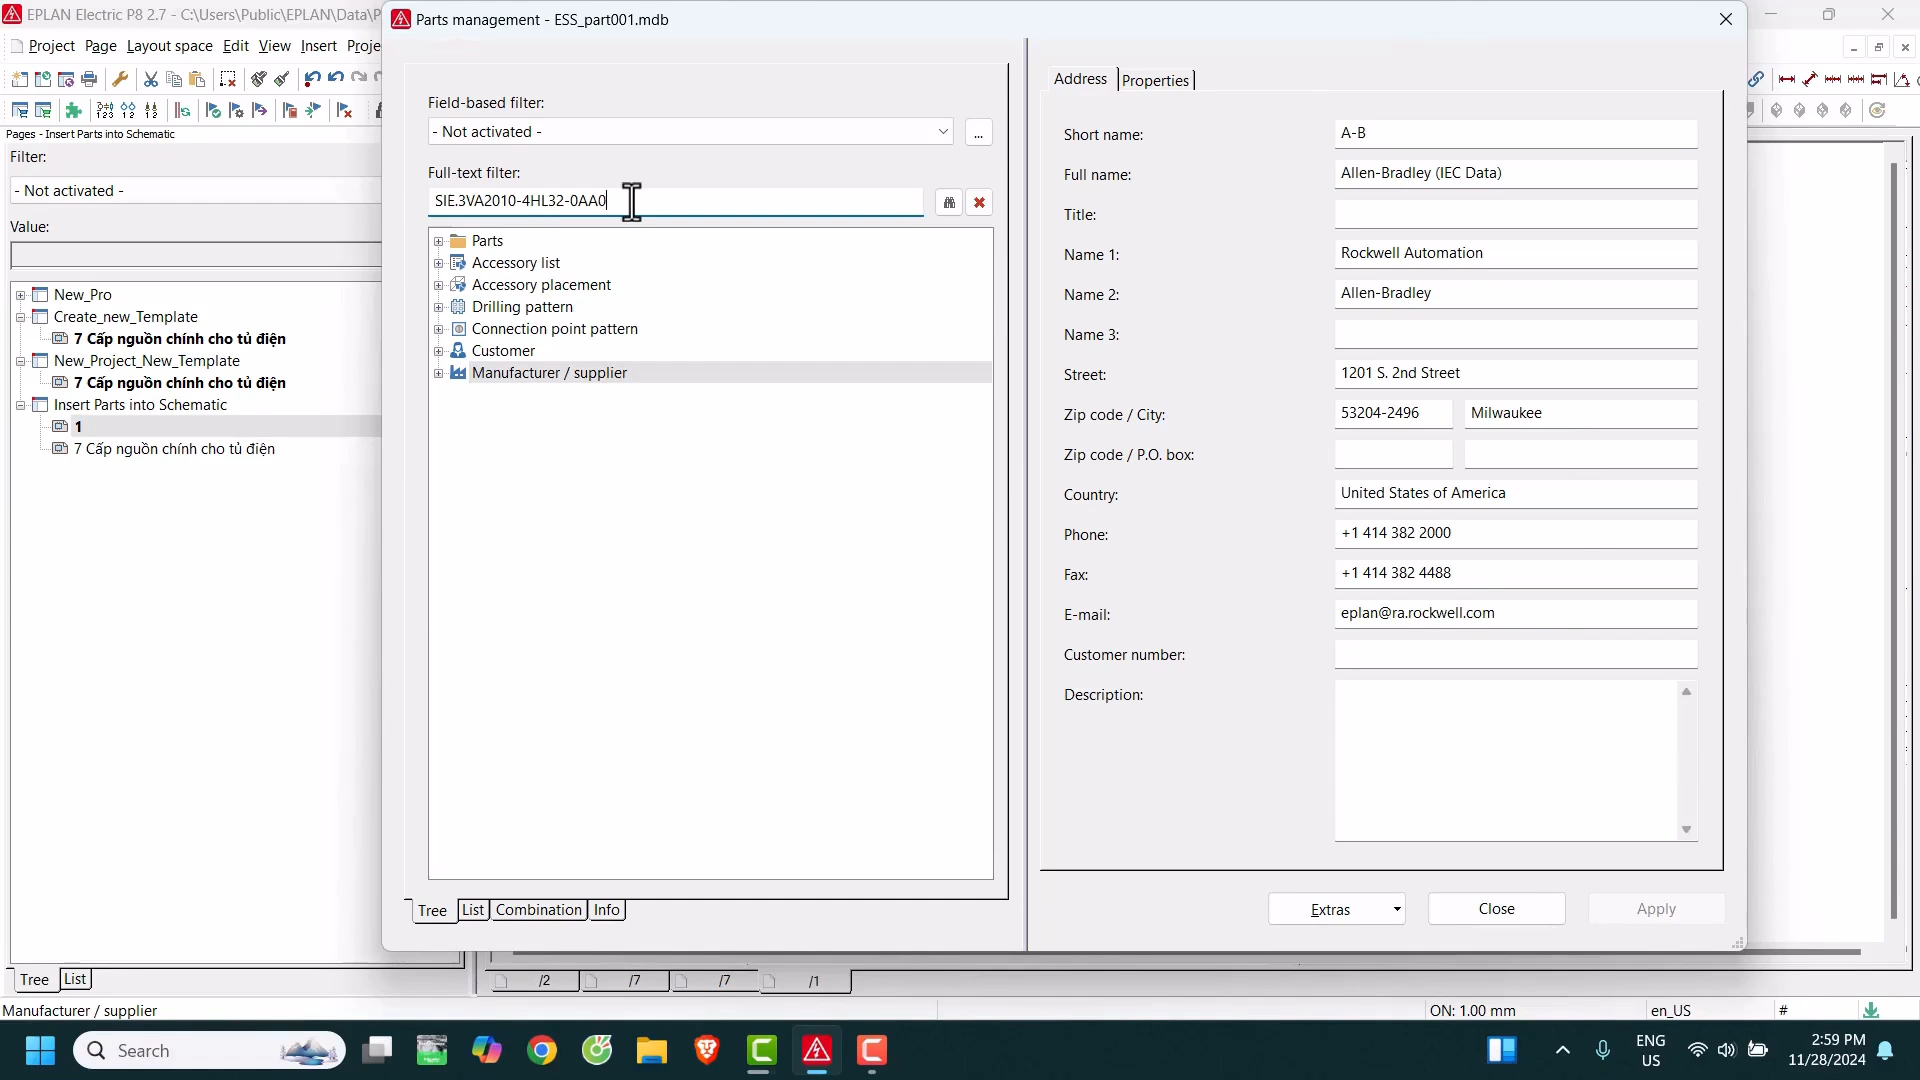 EPLAN Electric P8 2.7 - C:\Users\Public\EPLAN\Data\P
Parts management - ESS_part001.mdb
Project Page Layout space Edit View Insert Proje
Pages - Insert Parts into Schematic
Filter:
- Not activated -
Value:
New_Pro
Create_new_Template
7 Cấp nguồn chính cho tủ điện
New_Project_New_Template
7 Cấp nguồn chính cho tủ điện
Insert Parts into Schematic
1
7 Cấp nguồn chính cho tủ điện
Tree List
Field-based filter:
- Not activated -
...
Full-text filter:
SIE.3VA2010-4HL32-0AA0
Parts
Accessory list
Accessory placement
Drilling pattern
Connection point pattern
Customer
Manufacturer / supplier
Tree List Combination Info
Address Properties
Short name: A-B
Full name: Allen-Bradley (IEC Data)
Title:
Name 1: Rockwell Automation
Name 2: Allen-Bradley
Name 3:
Street: 1201 S. 2nd Street
Zip code / City: 53204-2496 Milwaukee
Zip code / P.O. box:
Country: United States of America
Phone: +1 414 382 2000
Fax: +1 414 382 4488
E-mail: eplan@ra.rockwell.com
Customer number:
Description:
Extras Close Apply
/2 /7 /7 /1
Manufacturer / supplier ON: 1.00 mm en_US #
Search ENG US 2:59 PM 11/28/2024